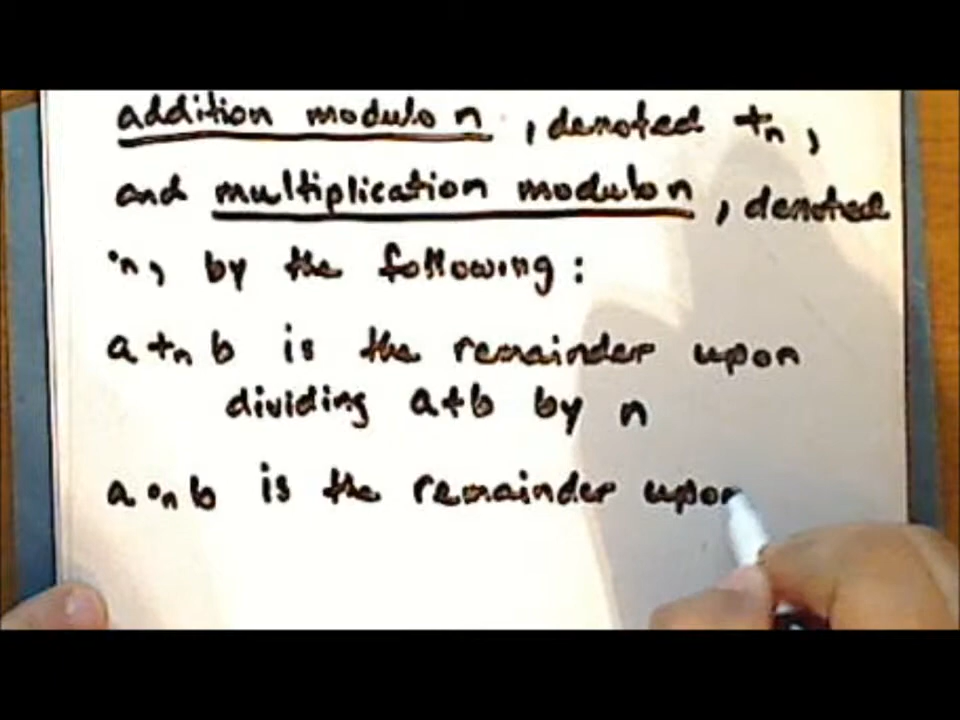 addition modulo n, denoted +ₙ,
and multiplication modulo n, denoted
·ₙ, by the following:
a +ₙ b is the remainder upon
dividing a+b by n
a ·ₙ b is the remainder upon